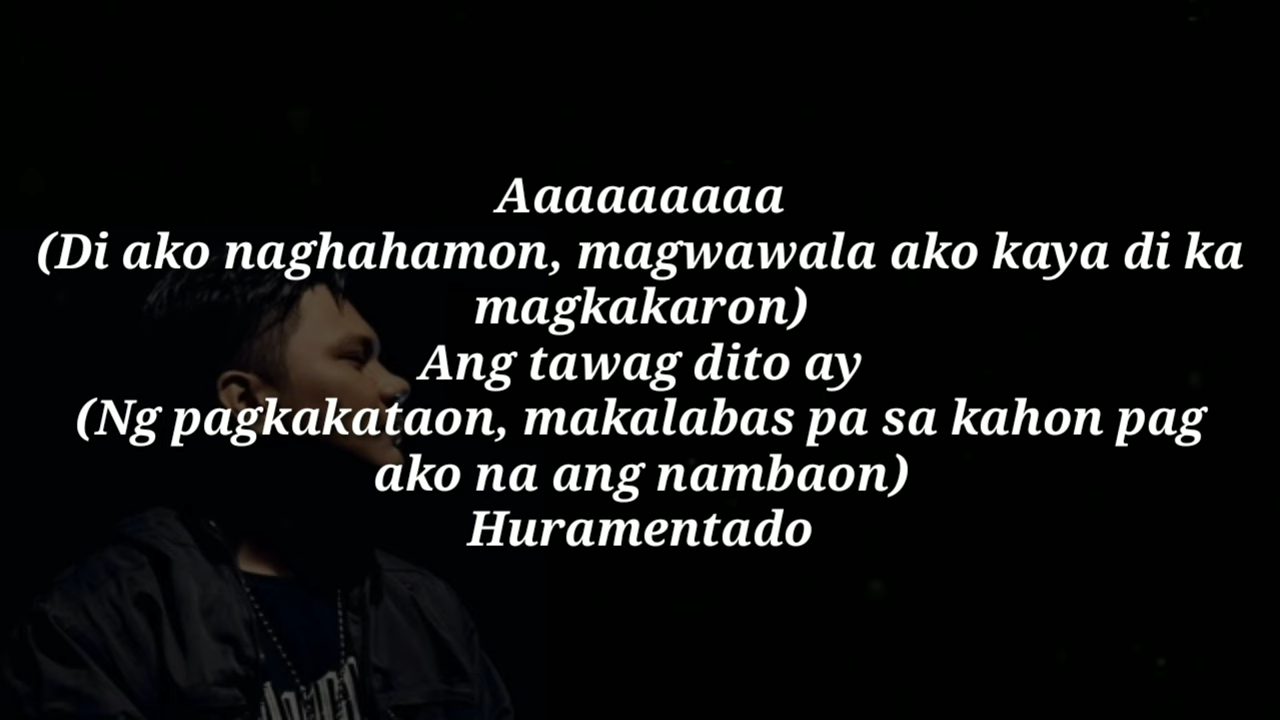 Aaaaaaaaa
(Di ako naghahamon, magwawala ako kaya di ka
magkakaron)
Ang tawag dito ay
(Ng pagkakataon, makalabas pa sa kahon pag
ako na ang nambaon)
Huramentado